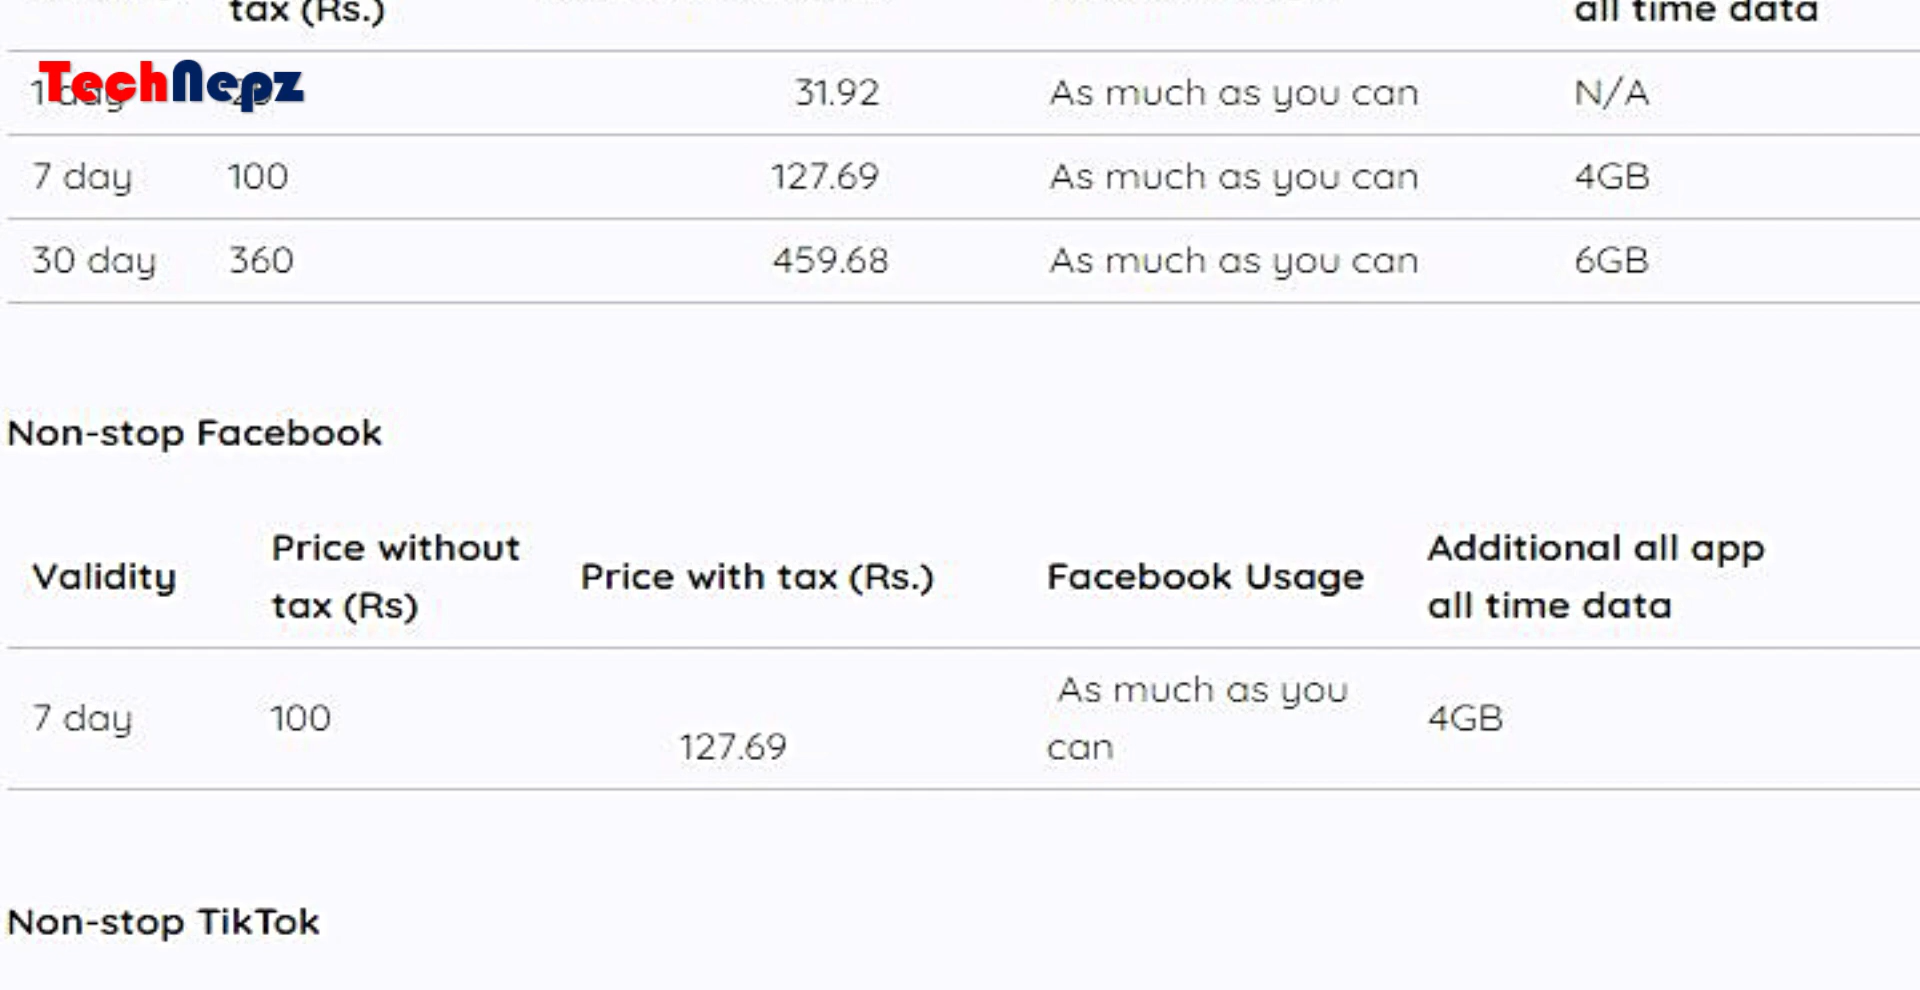 tax (Rs.) all time data
TechNepz
1 day 31.92 As much as you can N/A
7 day 100 127.69 As much as you can 4GB
30 day 360 459.68 As much as you can 6GB
Non-stop Facebook
Validity Price without tax (Rs) Price with tax (Rs.) Facebook Usage Additional all app all time data
7 day 100 127.69 As much as you can 4GB
Non-stop TikTok